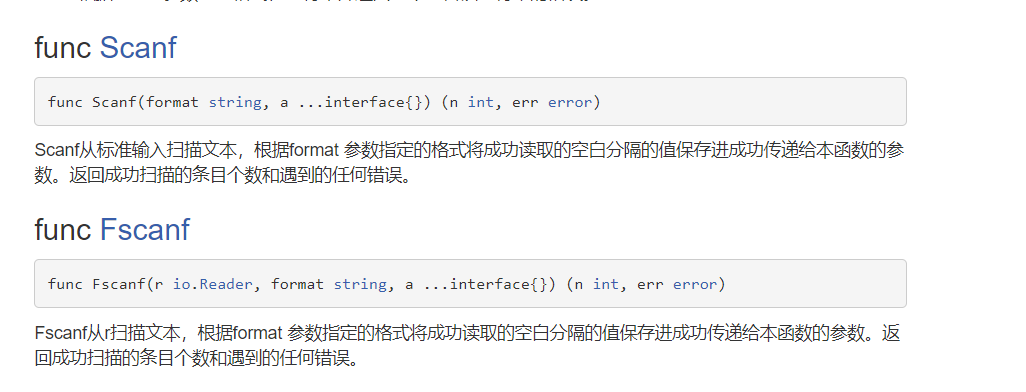 func Scanf
func Scanf(format string, a ...interface{}) (n int, err error)
Scanf从标准输入扫描文本，根据format 参数指定的格式将成功读取的空白分隔的值保存进成功传递给本函数的参
数。返回成功扫描的条目个数和遇到的任何错误。
func Fscanf
func Fscanf(r io.Reader, format string, a ...interface{}) (n int, err error)
Fscanf从r扫描文本，根据format 参数指定的格式将成功读取的空白分隔的值保存进成功传递给本函数的参数。返
回成功扫描的条目个数和遇到的任何错误。